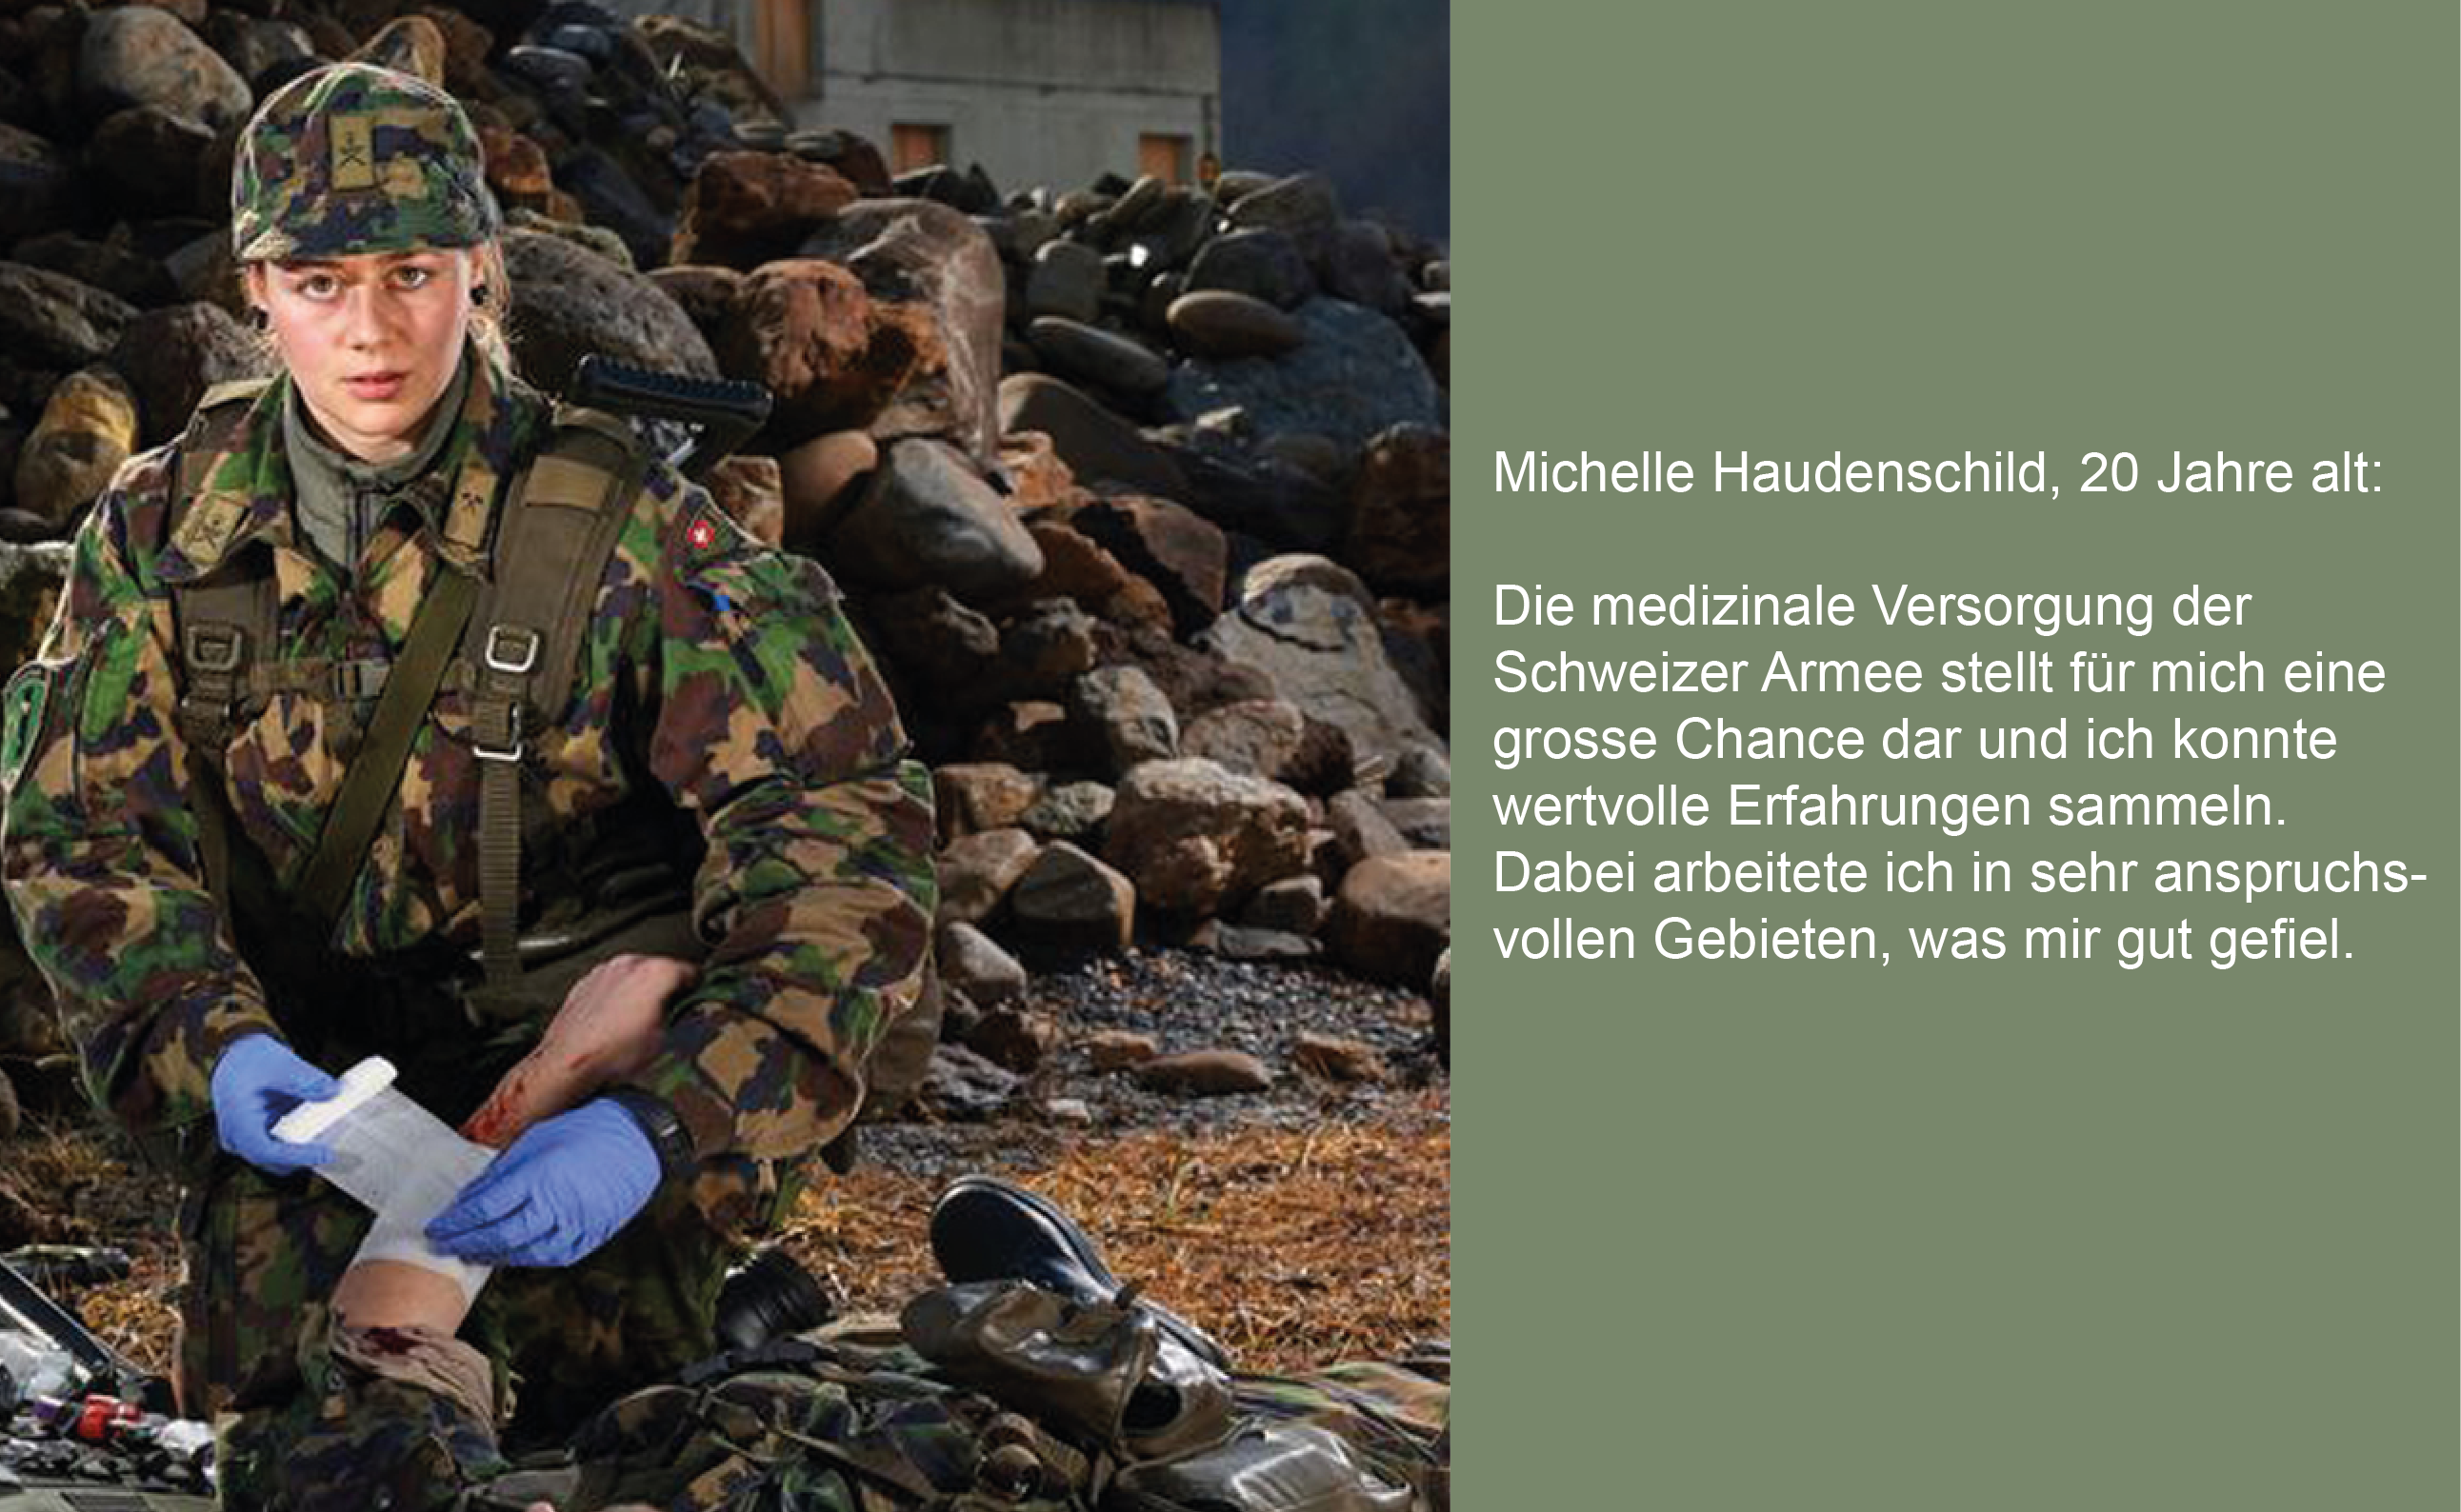 Michelle Haudenschild, 20 Jahre alt:
Die medizinale Versorgung der
Schweizer Armee stellt für mich eine
grosse Chance dar und ich konnte
wertvolle Erfahrungen sammeln.
Dabei arbeitete ich in sehr anspruchs-
vollen Gebieten, was mir gut gefiel.